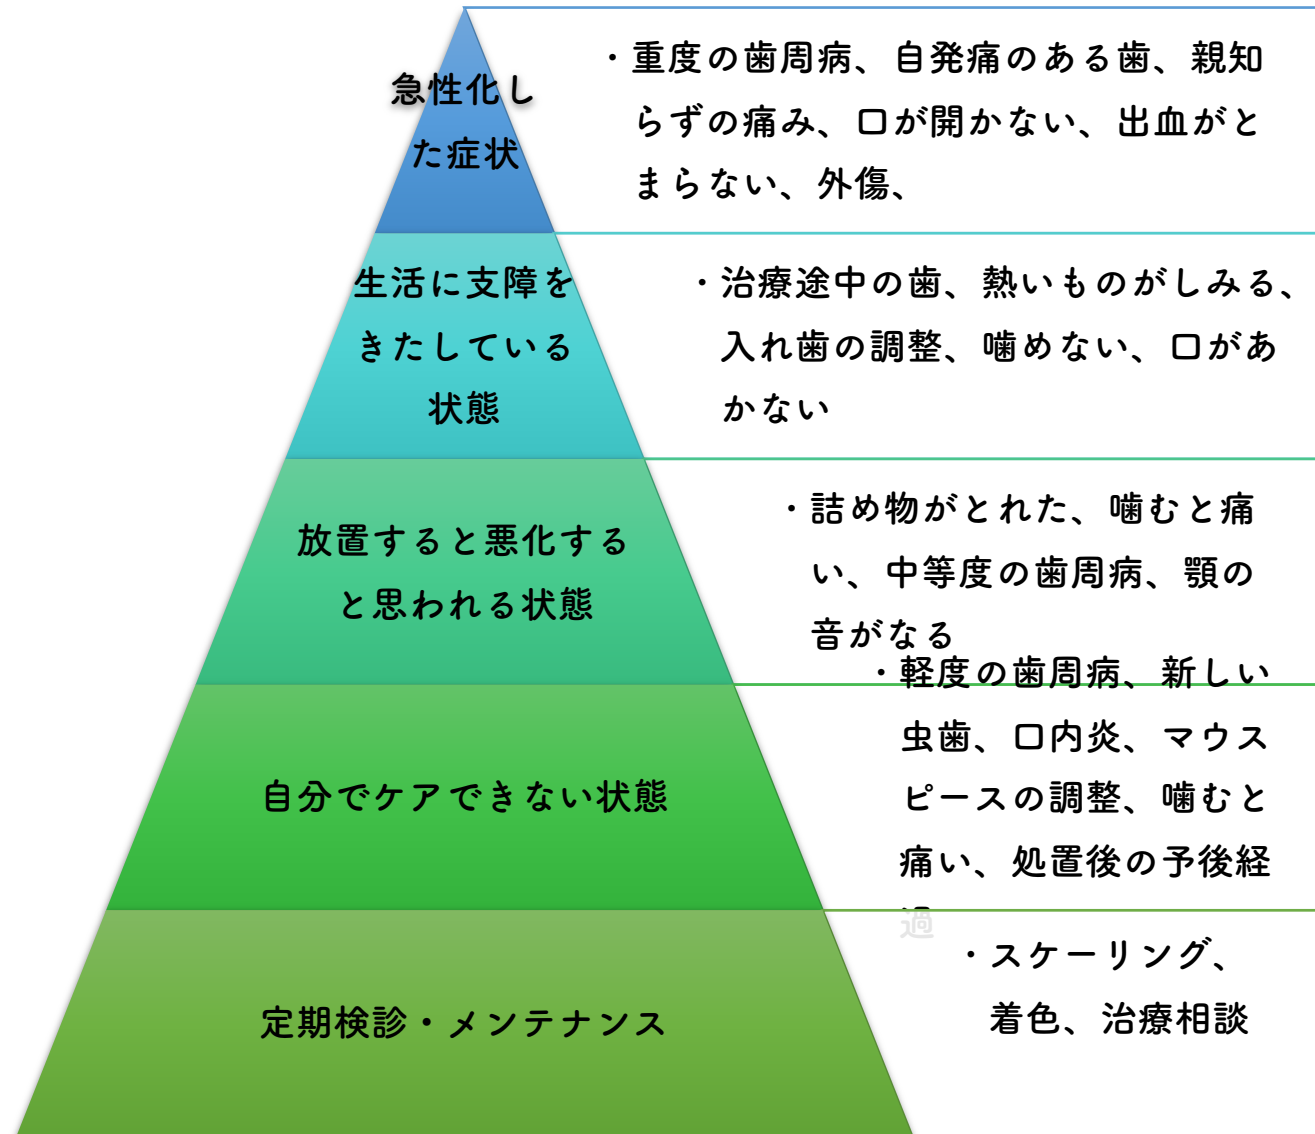 急性化し
た症状
・重度の歯周病、自発痛のある歯、親知
らずの痛み、口が開かない、出血がと
まらない、外傷、
生活に支障を
きたしている
状態
・治療途中の歯、熱いものがしみる、
入れ歯の調整、噛めない、口があ
かない
放置すると悪化する
と思われる状態
・詰め物がとれた、噛むと痛
い、中等度の歯周病、顎の
音がなる
自分でケアできない状態
・軽度の歯周病、新しい
虫歯、口内炎、マウス
ピースの調整、噛むと
痛い、処置後の予後経
過
定期検診・メンテナンス
・スケーリング、
着色、治療相談